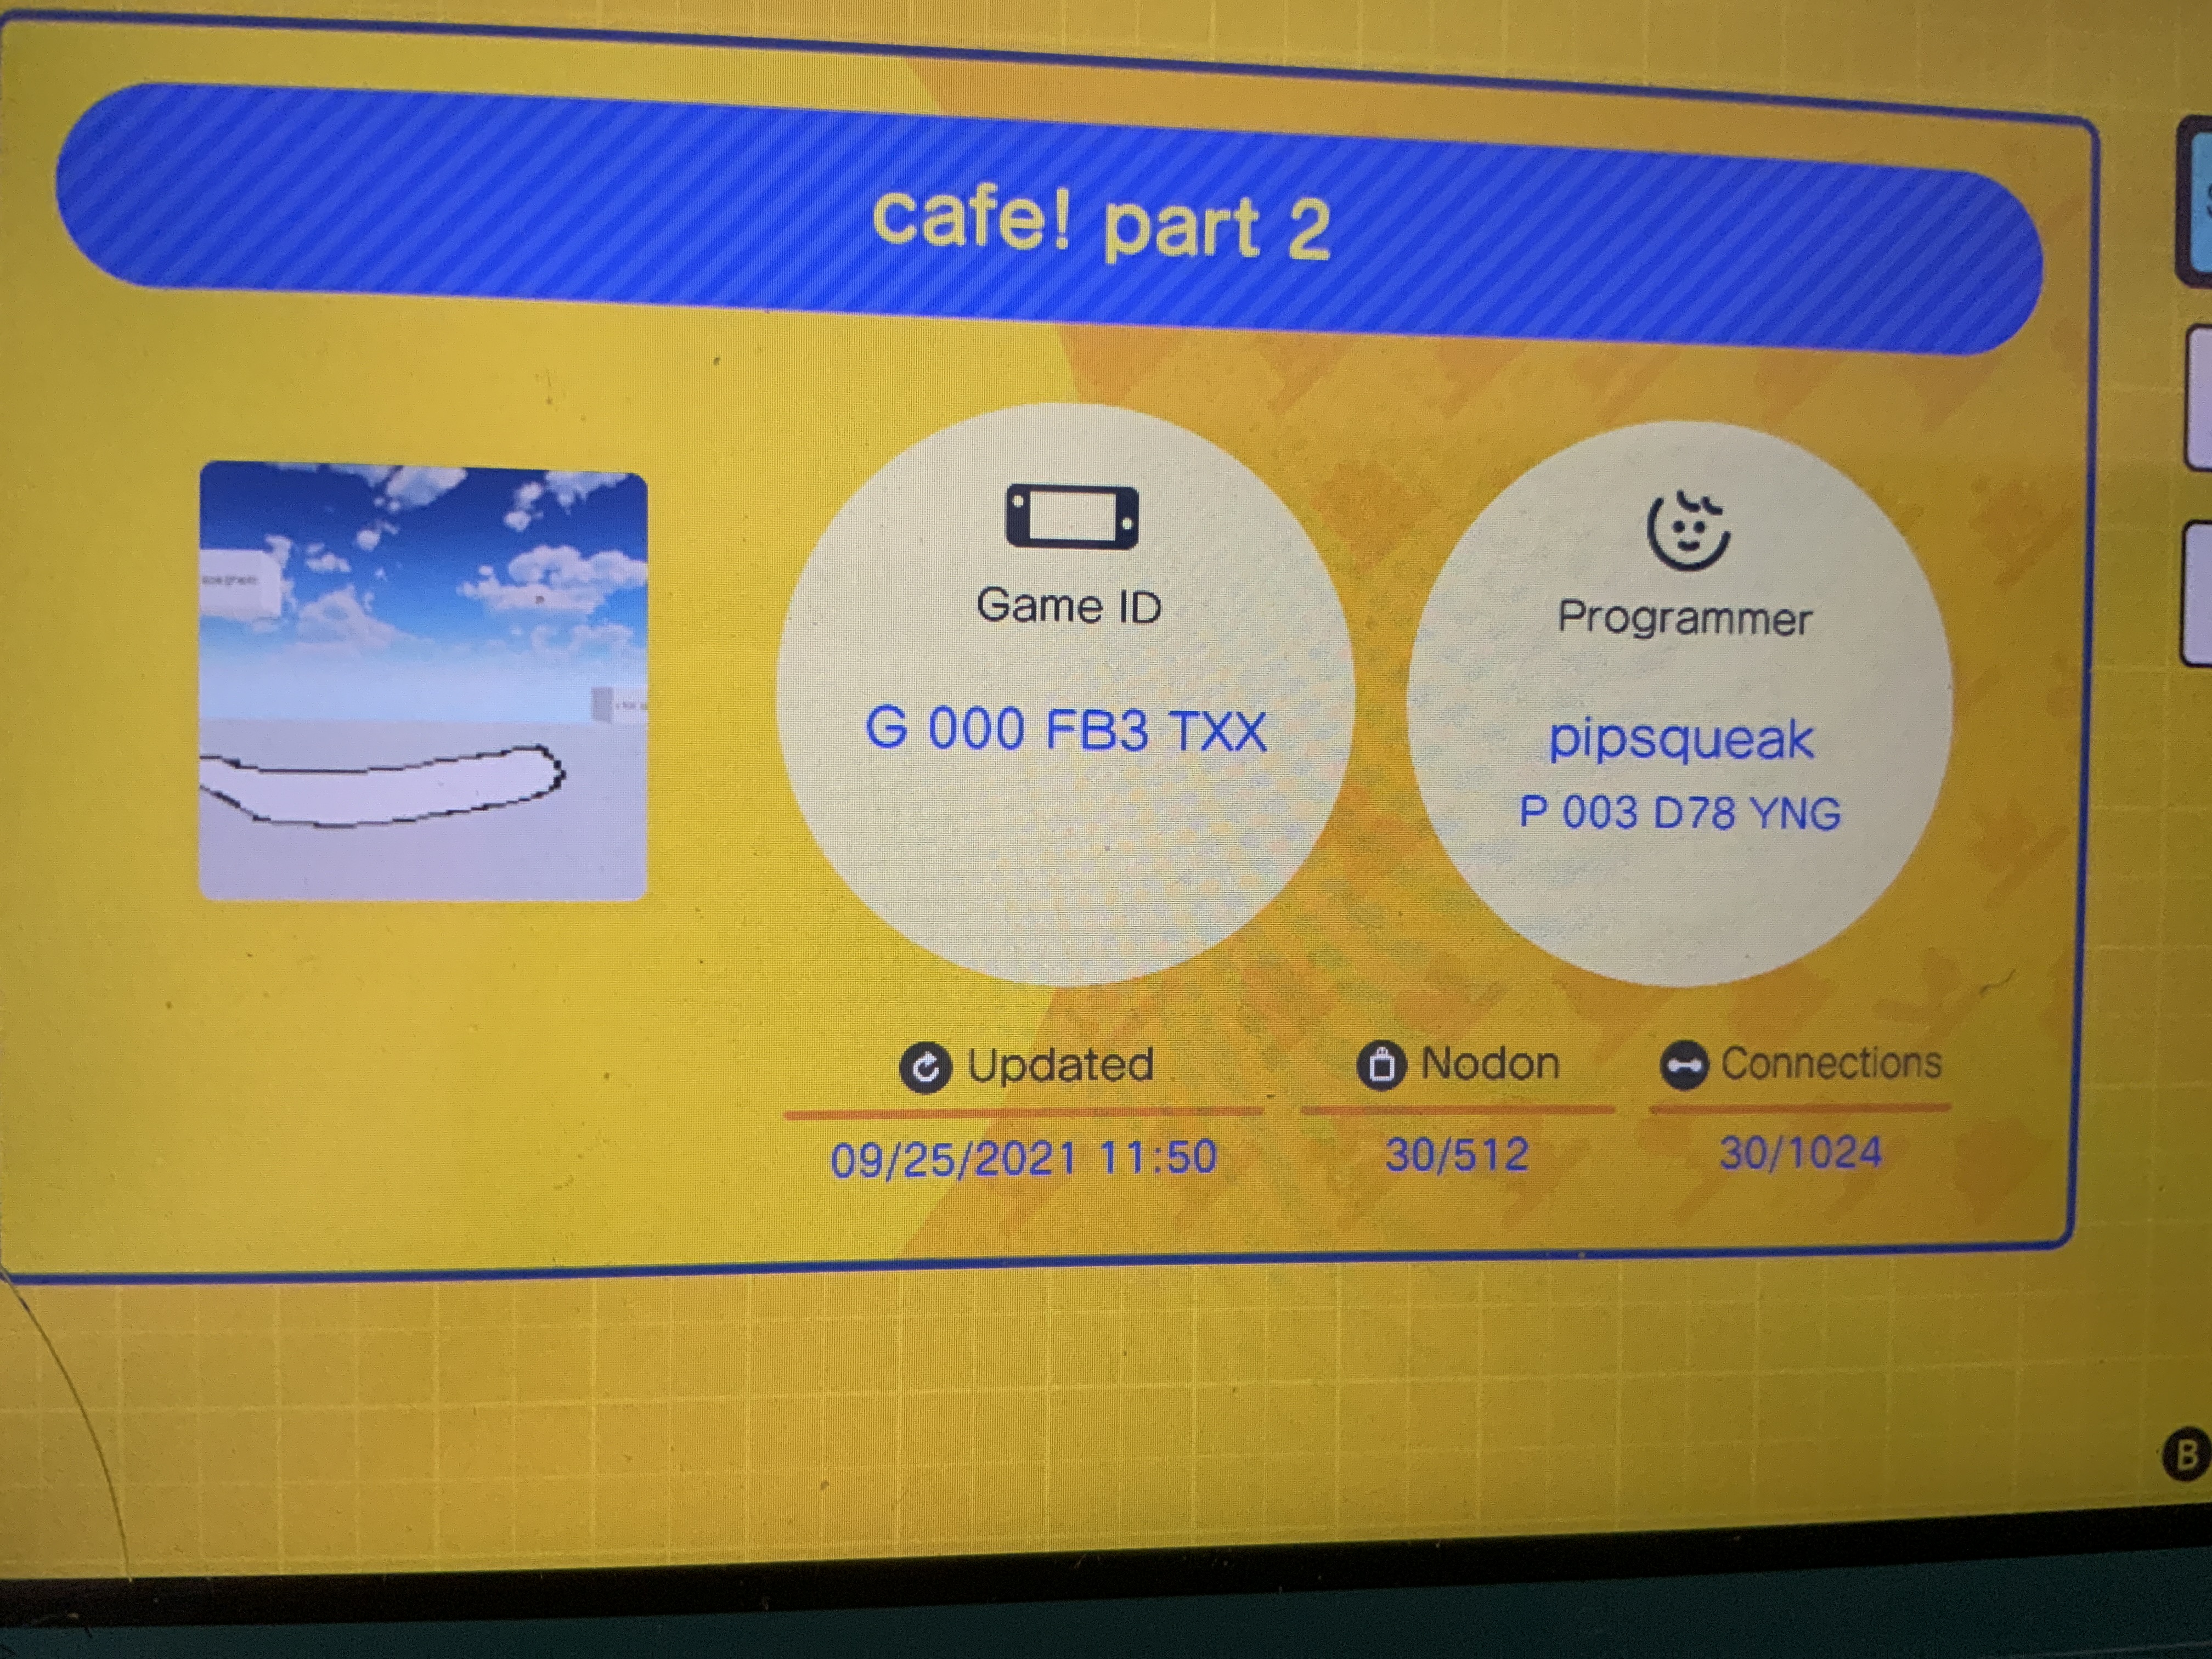 cafe! part 2
Game ID
G 000 FB3 TXX
Programmer
pipsqueak
P 003 D78 YNG
Updated
09/25/2021 11:50
Nodon
30/512
Connections
30/1024
B